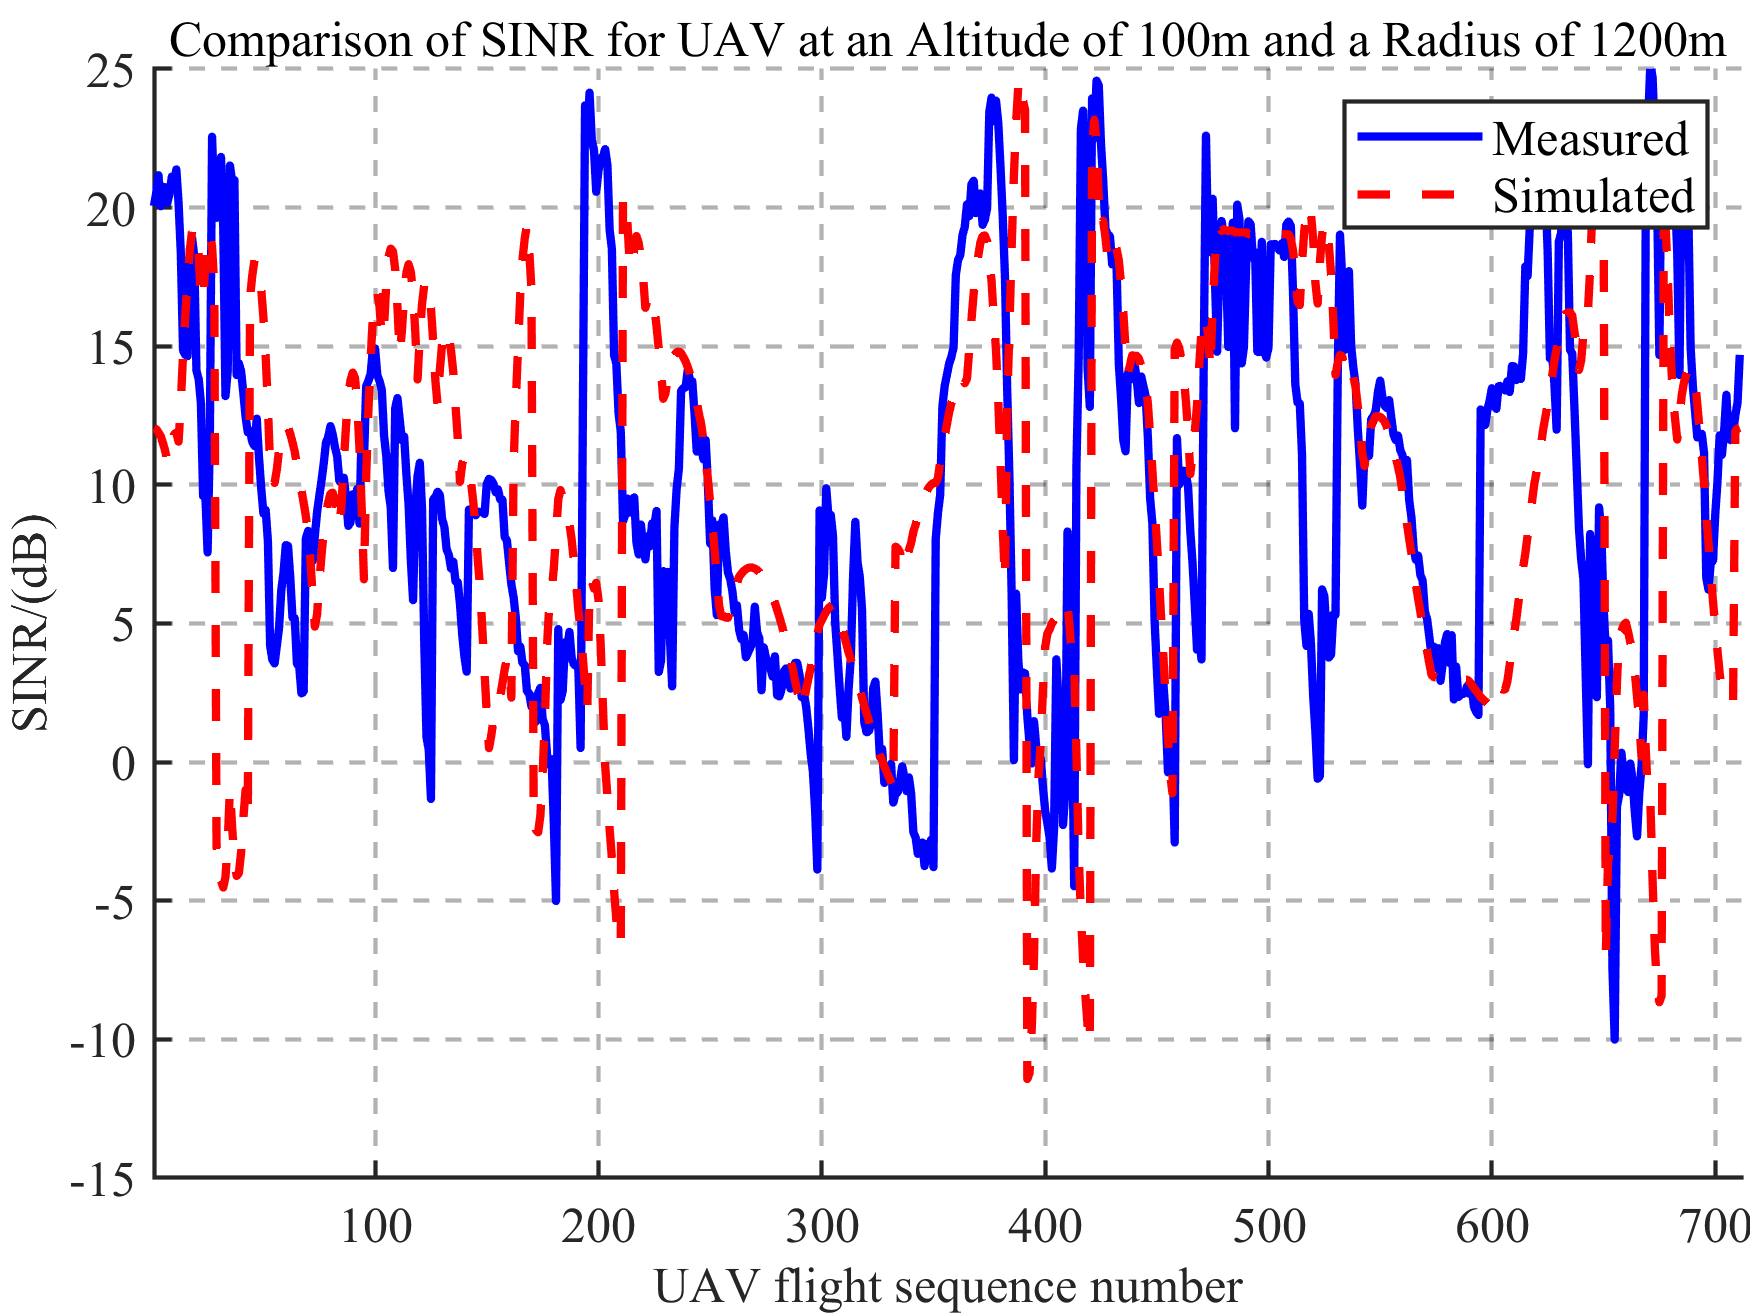 Comparison of SINR for UAV at an Altitude of 100m and a Radius of 1200m
25
20
15
10
5
0
-5
-10
-15
SINR/(dB)
Measured
Simulated
100 200 300 400 500 600 700
UAV flight sequence number